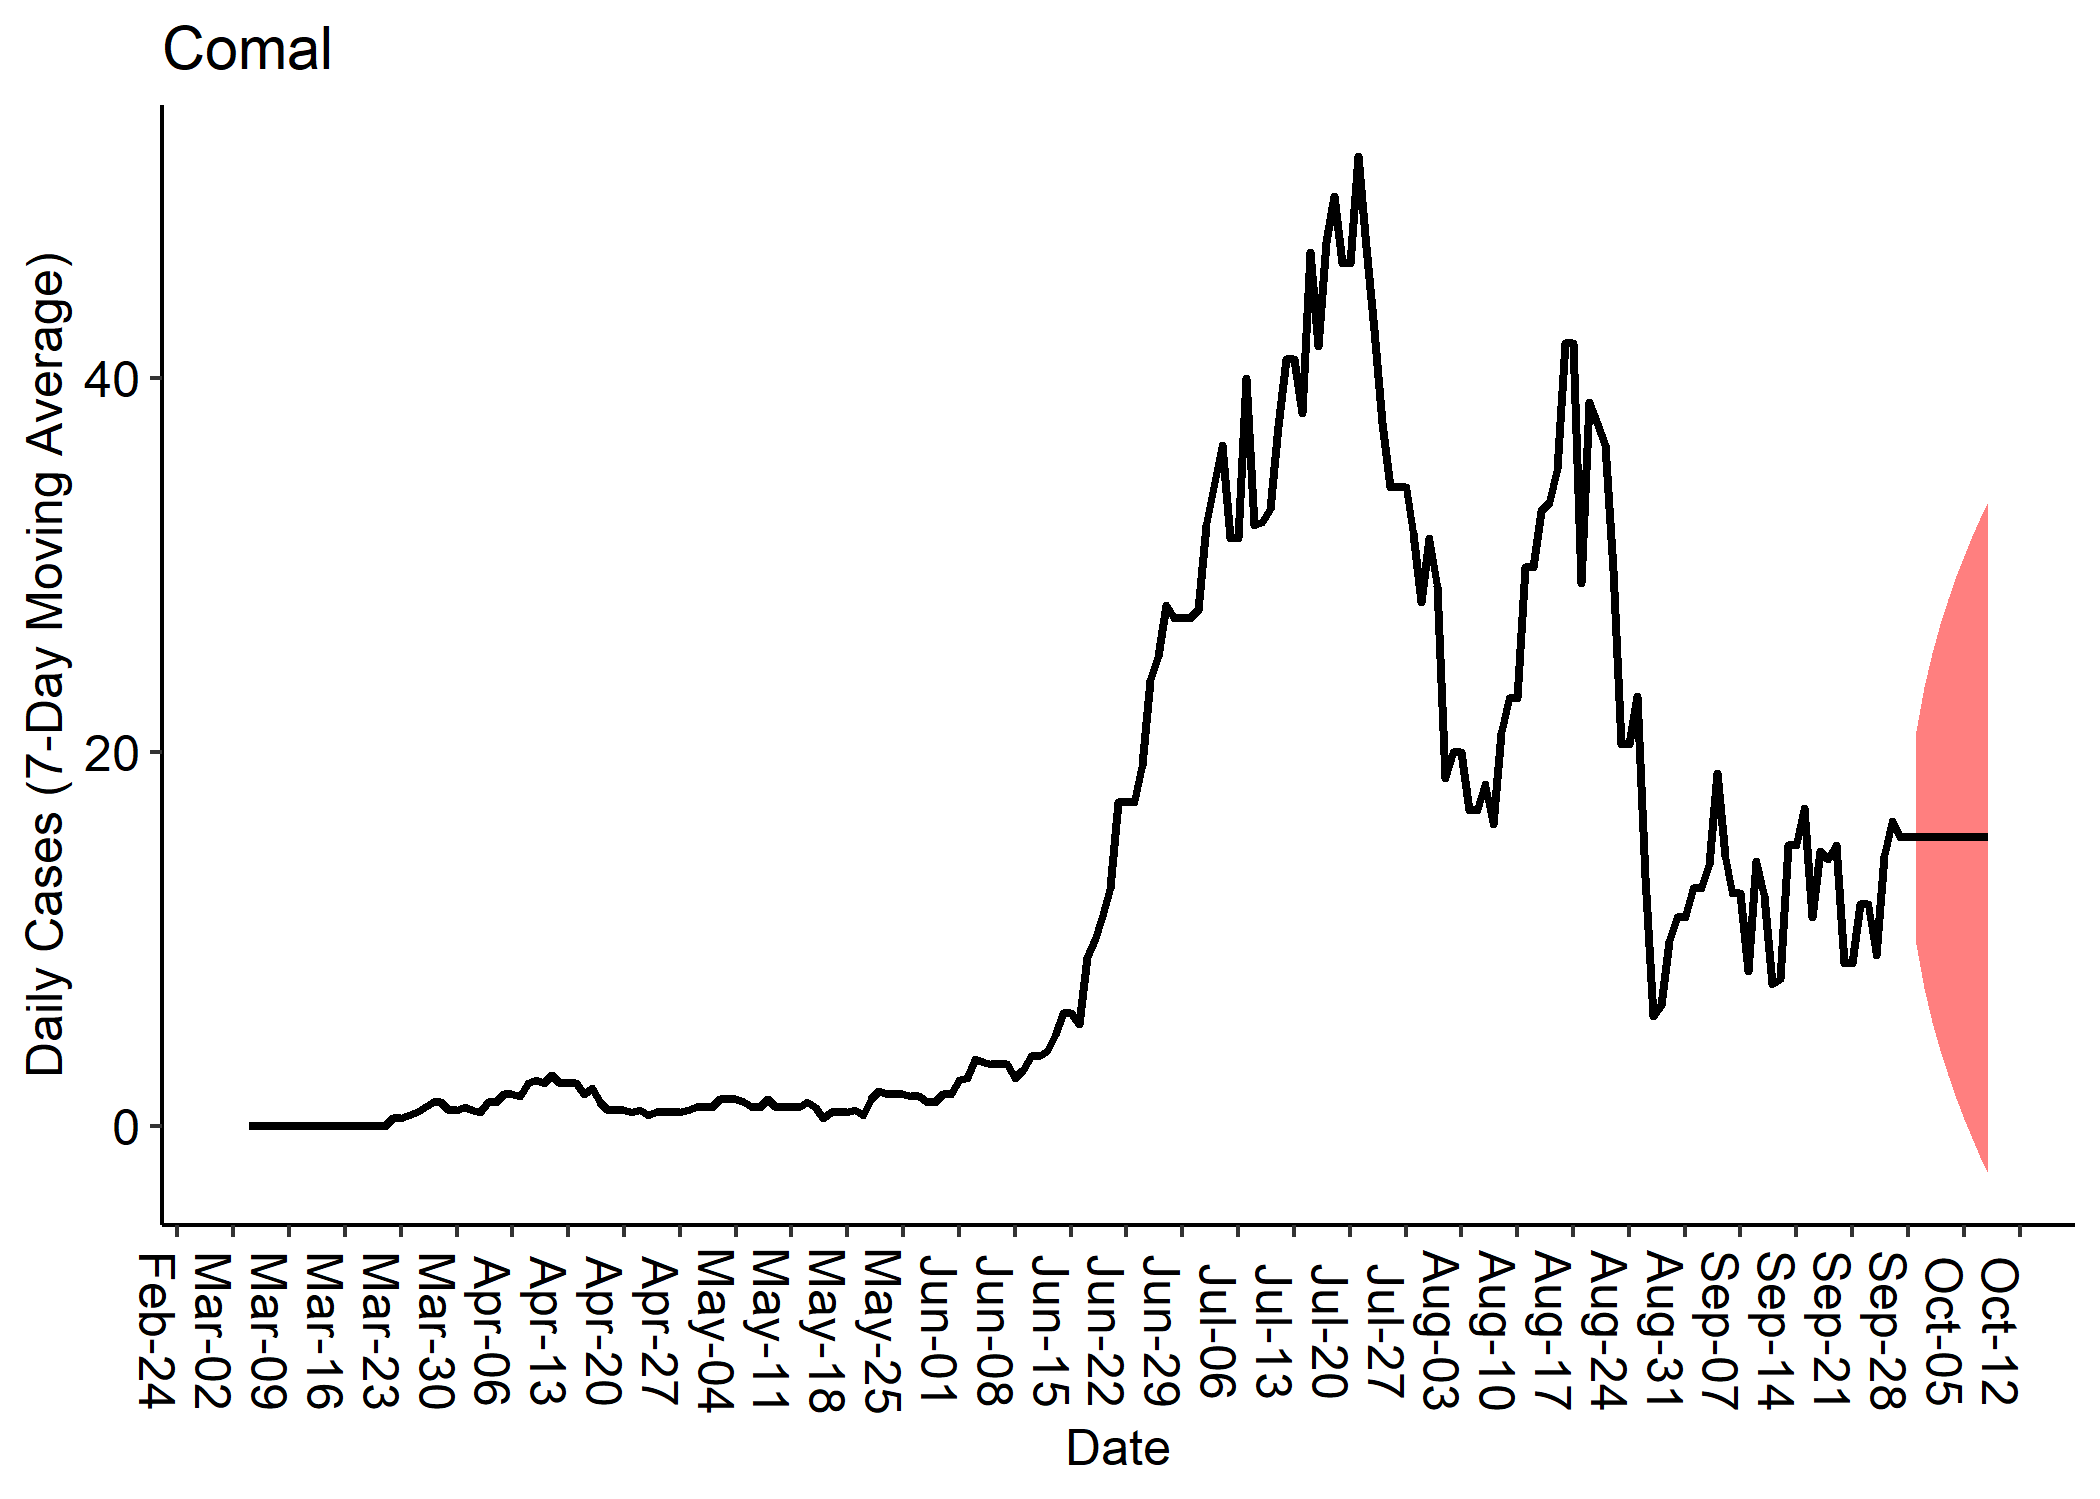 Comal
Daily Cases (7-Day Moving Average)
40
20
0
Feb-24
Mar-02
Mar-09
Mar-16
Mar-23
Mar-30
Apr-06
Apr-13
Apr-20
Apr-27
May-04
May-11
May-18
May-25
Jun-01
Jun-08
Jun-15
Jun-22
Jun-29
Jul-06
Jul-13
Jul-20
Jul-27
Aug-03
Aug-10
Aug-17
Aug-24
Aug-31
Sep-07
Sep-14
Sep-21
Sep-28
Oct-05
Oct-12
Date